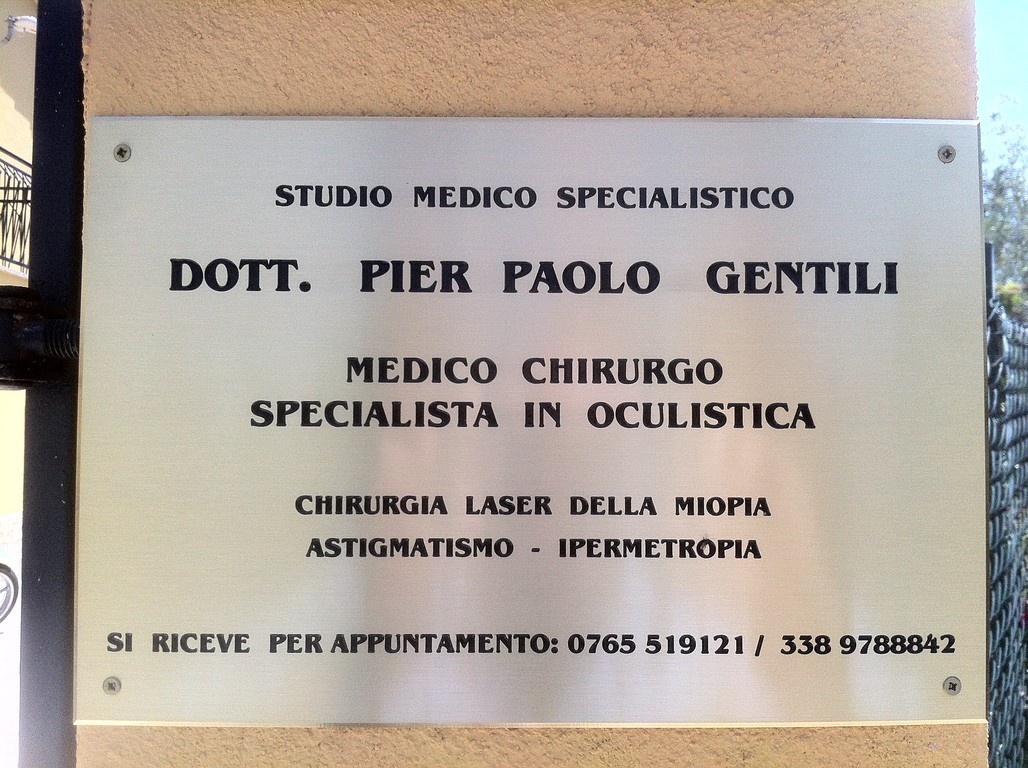 STUDIO MEDICO SPECIALISTICO
DOTT. PIER PAOLO GENTILI
MEDICO CHIRURGO
SPECIALISTA IN OCULISTICA
CHIRURGIA LASER DELLA MIOPIA
ASTIGMATISMO - IPERMETROPIA
SI RICEVE PER APPUNTAMENTO: 0765 519121 / 338 9788842